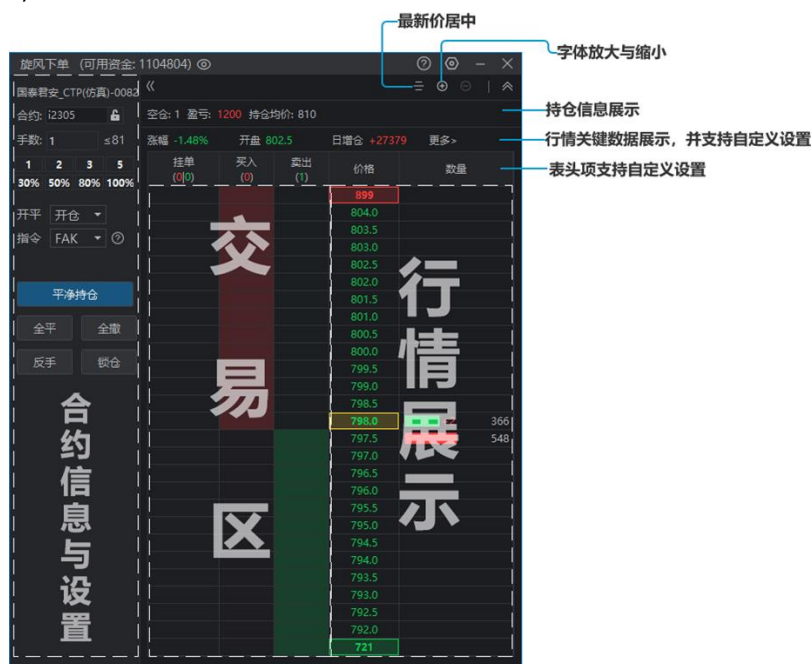 最新价居中
字体放大与缩小
旋风下单 (可用资金: 1104804)
国泰君安_CTP(仿真)-0082
合约: i2305
空仓: 1 盈亏: 1200 持仓均价: 810
持仓信息展示
手数: 1 ≤81
涨幅 -1.48% 开盘 802.5 日增仓 +27379 更多>
行情关键数据展示，并支持自定义设置
1 2 3 5
30% 50% 80% 100%
挂单 买入 卖出 价格 数量
(0|0) (0) (1)
表头项支持自定义设置
开平 开仓
指令 FAK
平净持仓
全平 全撤
反手 锁仓
合约信息与设置
交易区
899
804.0
803.5
803.0
802.5
802.0
801.5
801.0
800.5
800.0
799.5
799.0
798.5
798.0 366
797.5 548
797.0
796.5
796.0
795.5
795.0
794.5
794.0
793.5
793.0
792.5
792.0
721
行情展示